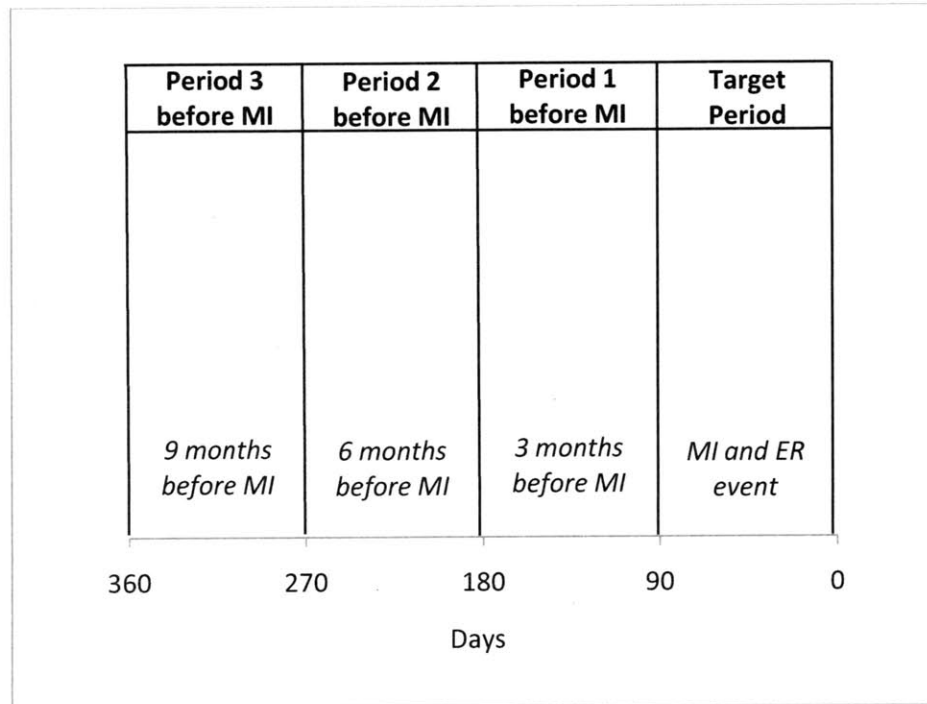 Period 3
before MI
Period 2
before MI
Period 1
before MI
Target
Period
9 months
before MI
6 months
before MI
3 months
before MI
MI and ER
event
360
270
180
90
0
Days